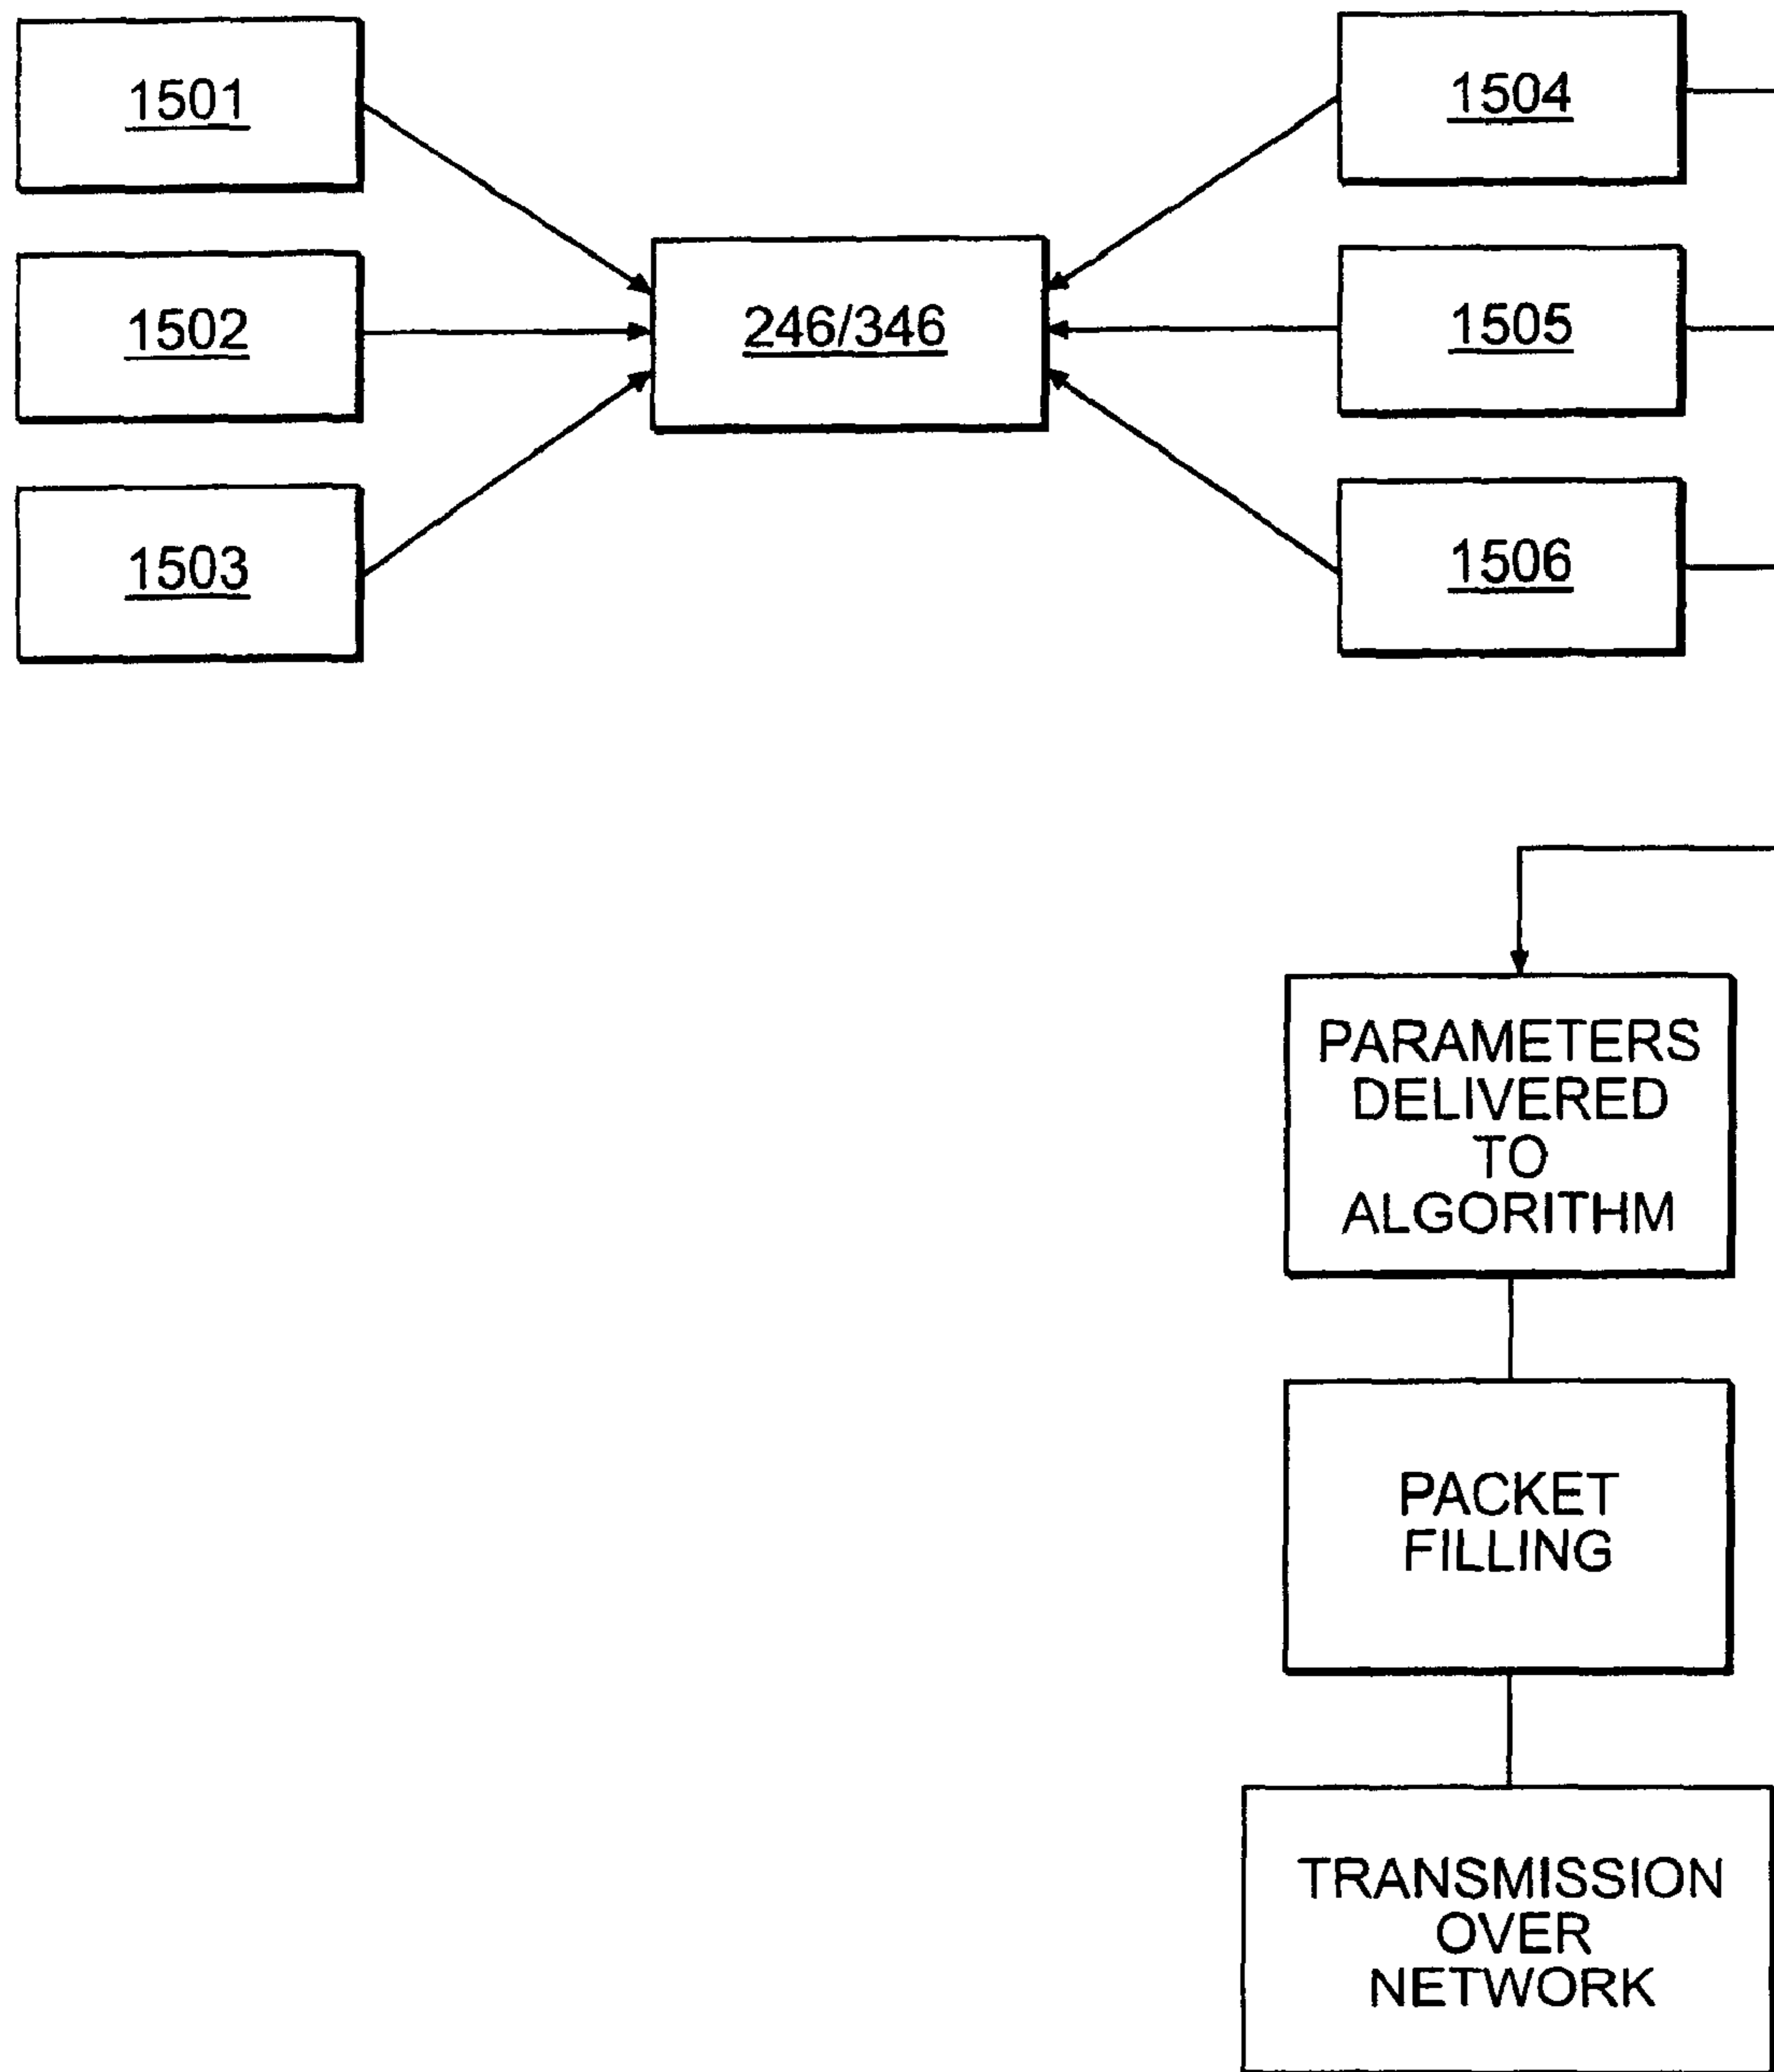 1501
1504
1502
246/346
1505
1503
1506
PARAMETERS
DELIVERED
TO
ALGORITHM
PACKET
FILLING
TRANSMISSION
OVER
NETWORK